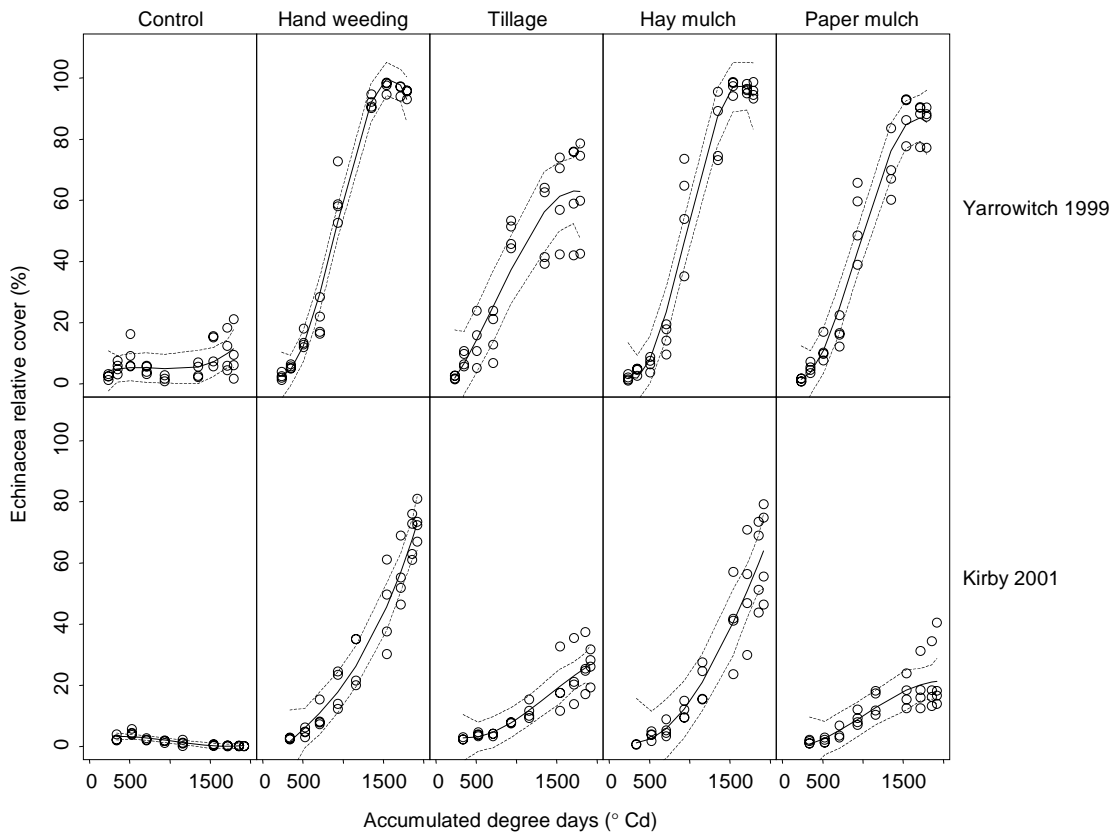 Control Hand weeding Tillage Hay mulch Paper mulch
100
80
60
40
20
0
Yarrowitch 1999
Echinacea relative cover (%)
100
80
60
40
20
0
Kirby 2001
0 500 1500 0 500 1500 0 500 1500 0 500 1500 0 500 1500
Accumulated degree days (° Cd)